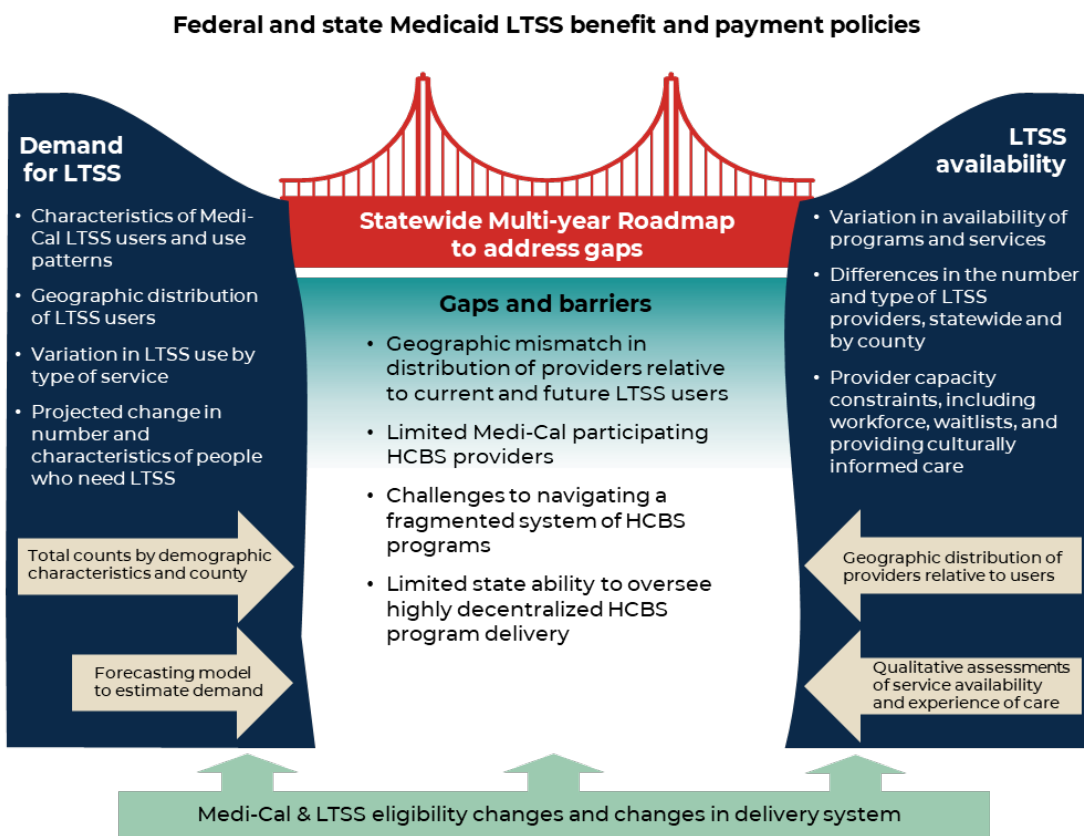 Federal and state Medicaid LTSS benefit and payment policies
Demand
for LTSS
• Characteristics of Medi-
Cal LTSS users and use
patterns
• Geographic distribution
of LTSS users
• Variation in LTSS use by
type of service
• Projected change in
number and
characteristics of people
who need LTSS
Total counts by demographic
characteristics and county
Forecasting model
to estimate demand
Statewide Multi-year Roadmap
to address gaps
Gaps and barriers
• Geographic mismatch in
distribution of providers relative
to current and future LTSS users
• Limited Medi-Cal participating
HCBS providers
• Challenges to navigating a
fragmented system of HCBS
programs
• Limited state ability to oversee
highly decentralized HCBS
program delivery
LTSS
availability
• Variation in availability of
programs and services
• Differences in the number
and type of LTSS
providers, statewide and
by county
• Provider capacity
constraints, including
workforce, waitlists, and
providing culturally
informed care
Geographic distribution of
providers relative to users
Qualitative assessments
of service availability
and experience of care
Medi-Cal & LTSS eligibility changes and changes in delivery system